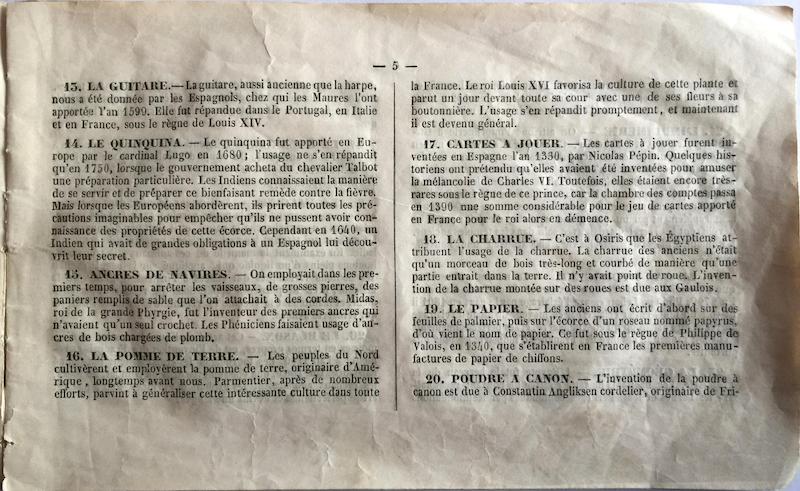 — 5 —
13. LA GUITARE.—La guitare, aussi ancienne que la harpe,
nous a été donnée par les Espagnols, chez qui les Maures l'ont
apportée l'an 1599. Elle fut répandue dans le Portugal, en Italie
et en France, sous le règne de Louis XIV.
14. LE QUINQUINA. — Le quinquina fut apporté en Eu-
rope par le cardinal Lugo en 1680 ; l'usage ne s'en répandit
qu'en 1750, lorsque le gouvernement acheta du chevalier Talbot
une préparation particulière. Les Indiens connaissaient la manière
de se servir et de préparer ce bienfaisant remède contre la fièvre.
Mais lorsque les Européens abordèrent, ils prirent toutes les pré-
cautions imaginables pour empêcher qu'ils ne pussent avoir con-
naissance des propriétés de cette écorce. Cependant en 1640, un
Indien qui avait de grandes obligations à un Espagnol lui décou-
vrit leur secret.
15. ANCRES DE NAVIRES. — On employait dans les pre-
miers temps, pour arrêter les vaisseaux, de grosses pierres, des
paniers remplis de sable que l'on attachait à des cordes. Midas,
roi de la grande Phyrgie, fut l'inventeur des premiers ancres qui
n'avaient qu'un seul crochet. Les Phéniciens faisaient usage d'an-
cres de bois chargées de plomb.
16. LA POMME DE TERRE. — Les peuples du Nord
cultivèrent et employèrent la pomme de terre, originaire d'Amé-
rique, longtemps avant nous. Parmentier, après de nombreux
efforts, parvint à généraliser cette intéressante culture dans toute
la France. Le roi Louis XVI favorisa la culture de cette plante et
parut un jour devant toute sa cour avec une de ses fleurs à sa
boutonnière. L'usage s'en répandit promptement, et maintenant
il est devenu général.
17. CARTES A JOUER. — Les cartes à jouer furent in-
ventées en Espagne l'an 1330, par Nicolas Pépin. Quelques his-
toriens ont prétendu qu'elles avaient été inventées pour amuser
la mélancolie de Charles VI. Toutefois, elles étaient encore très-
rares sous le règne de ce prince, car la chambre des comptes passa
en 1390 une somme considérable pour le jeu de cartes apporté
en France pour le roi alors en démence.
18. LA CHARRUE. — C'est à Osiris que les Égyptiens at-
tribuent l'usage de la charrue. La charrue des anciens n'était
qu'un morceau de bois très-long et courbé de manière qu'une
partie entrait dans la terre. Il n'y avait point de roue. L'inven-
tion de la charrue montée sur des roues est due aux Gaulois.
19. LE PAPIER. — Les anciens ont écrit d'abord sur des
feuilles de palmier, puis sur l'écorce d'un roseau nommé papyrus,
d'où vient le nom de papier. Ce fut sous le règne de Philippe de
Valois, en 1340, que s'établirent en France les premières manu-
factures de papier de chiffons.
20. POUDRE A CANON. — L'invention de la poudre à
canon est due à Constantin Angliksen cordelier, originaire de Fri-